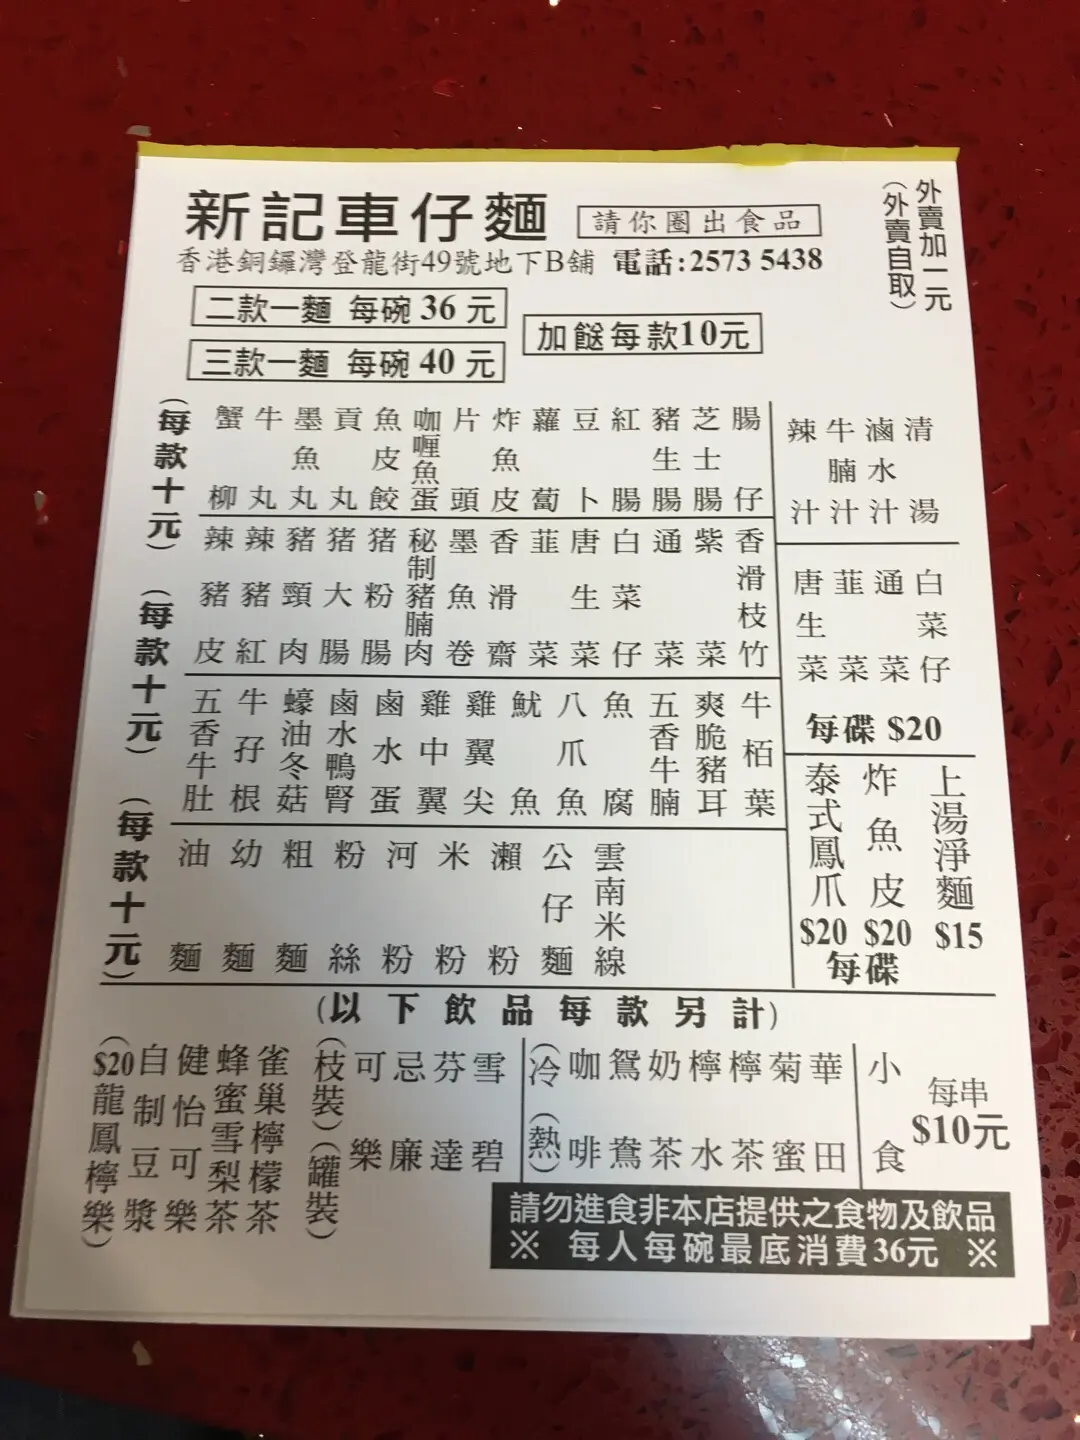 新記車仔麵
請你圈出食品
外賣加一元
(外賣自取)
香港銅鑼灣登龍街49號地下B舖 電話:2573 5438
二款一麵 每碗 36 元
三款一麵 每碗 40 元
加餸每款10元
(每款十元)
蟹柳
牛丸
墨魚丸
貢丸
魚皮餃
咖喱魚蛋
片頭
炸魚皮
蘿蔔
豆卜
紅腸
豬生腸
芝士腸
腸仔
(每款十元)
辣豬皮
辣豬紅
豬頸肉
猪大腸
猪粉腸
秘制豬腩肉
墨魚卷
香滑齋
韮菜
唐生菜
白菜仔
通菜
紫菜
香滑枝竹
五香牛肚
牛孖根
蠔油冬菇
鹵水鴨腎
鹵水蛋
雞中翼
雞翼尖
魷魚
八爪魚
魚腐
五香牛腩
爽脆豬耳
牛栢葉
(每款十元)
油麵
幼麵
粗麵
粉絲
河粉
米粉
瀨粉
公仔麵
雲南米線
辣汁
牛腩汁
滷水汁
清湯
唐生菜
韮菜
通菜
白菜仔
每碟 $20
泰式鳳爪 $20
炸魚皮 $20
每碟
上湯淨麵 $15
(以下飲品每款另計)
($20龍鳳檸樂)
自制豆漿
健怡可樂
蜂蜜雪梨茶
雀巢檸檬茶
(枝裝)(罐裝)
可樂
忌廉
芬達
雪碧
(冷)(熱)
咖啡
鴛鴦
奶茶
檸水
檸茶
菊蜜
華田
小食
每串
$10元
請勿進食非本店提供之食物及飲品
※ 每人每碗最底消費36元 ※